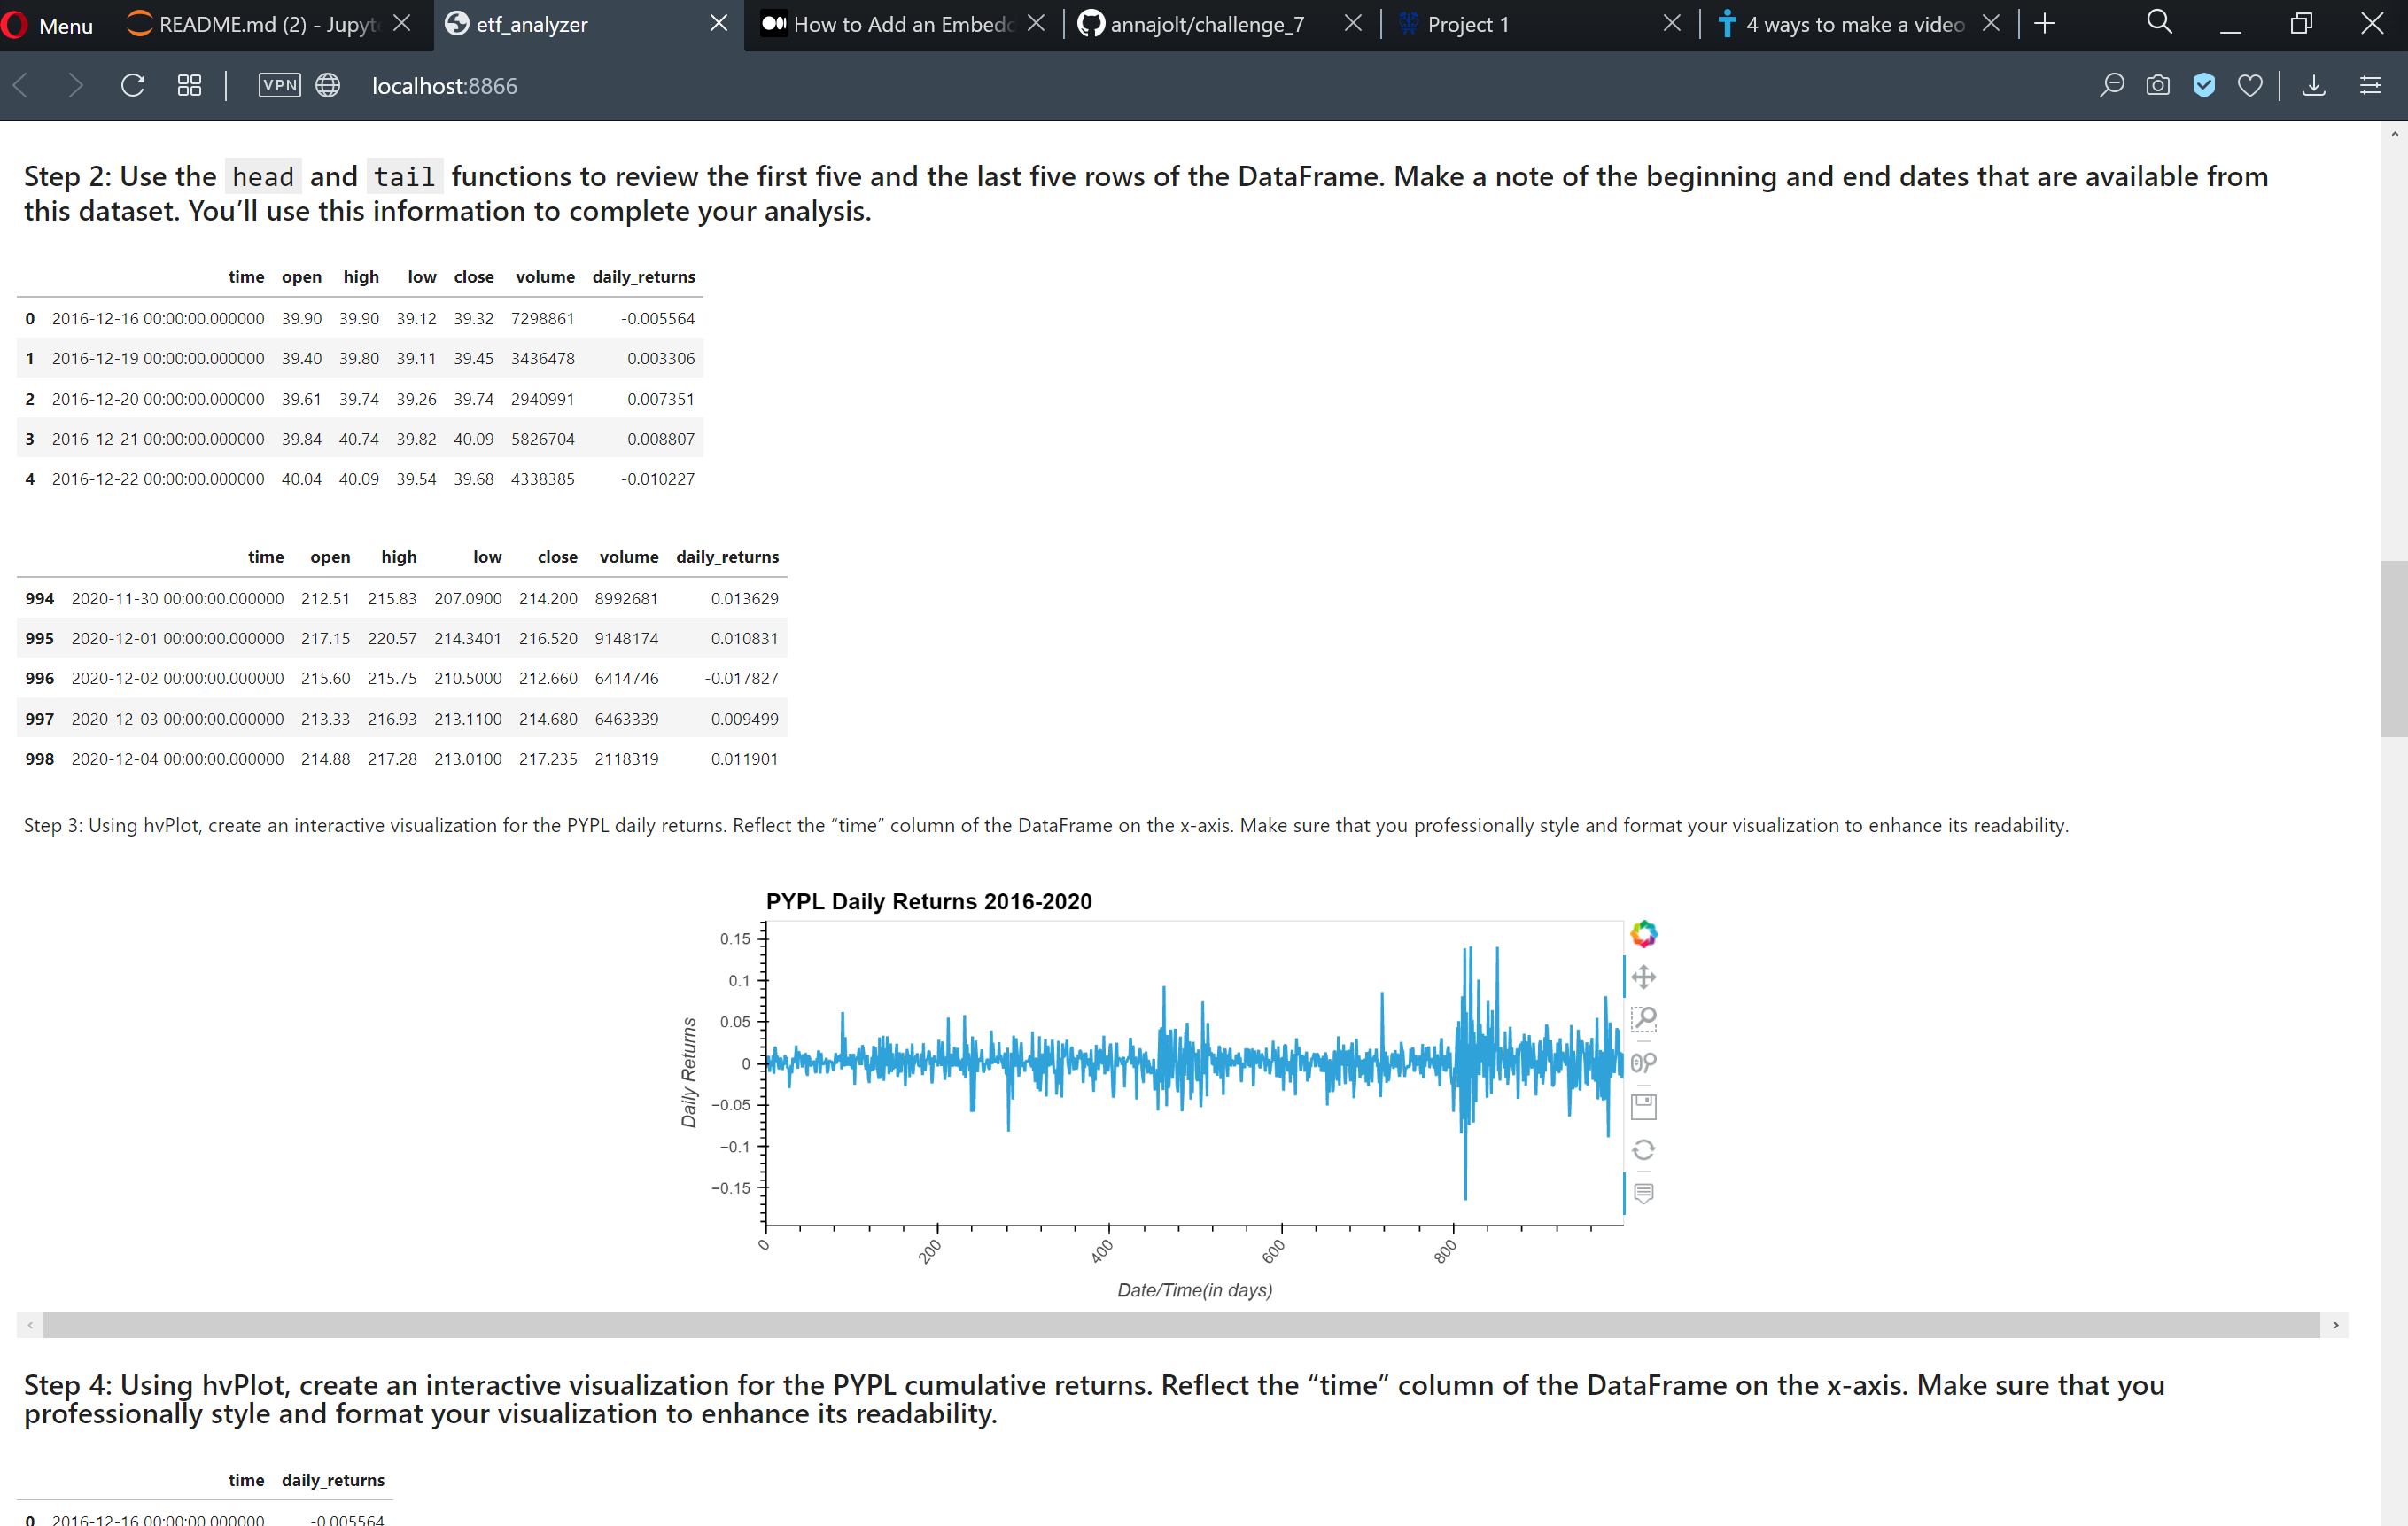 Menu
README.md (2) - Jupyt
etf_analyzer
How to Add an Embedd
annajolt/challenge_7
Project 1
4 ways to make a video
VPN
localhost:8866
Step 2: Use the head and tail functions to review the first five and the last five rows of the DataFrame. Make a note of the beginning and end dates that are available from
this dataset. You’ll use this information to complete your analysis.
time open high low close volume daily_returns
0 2016-12-16 00:00:00.000000 39.90 39.90 39.12 39.32 7298861 -0.005564
1 2016-12-19 00:00:00.000000 39.40 39.80 39.11 39.45 3436478 0.003306
2 2016-12-20 00:00:00.000000 39.61 39.74 39.26 39.74 2940991 0.007351
3 2016-12-21 00:00:00.000000 39.84 40.74 39.82 40.09 5826704 0.008807
4 2016-12-22 00:00:00.000000 40.04 40.09 39.54 39.68 4338385 -0.010227
time open high low close volume daily_returns
994 2020-11-30 00:00:00.000000 212.51 215.83 207.0900 214.200 8992681 0.013629
995 2020-12-01 00:00:00.000000 217.15 220.57 214.3401 216.520 9148174 0.010831
996 2020-12-02 00:00:00.000000 215.60 215.75 210.5000 212.660 6414746 -0.017827
997 2020-12-03 00:00:00.000000 213.33 216.93 213.1100 214.680 6463339 0.009499
998 2020-12-04 00:00:00.000000 214.88 217.28 213.0100 217.235 2118319 0.011901
Step 3: Using hvPlot, create an interactive visualization for the PYPL daily returns. Reflect the “time” column of the DataFrame on the x-axis. Make sure that you professionally style and format your visualization to enhance its readability.
PYPL Daily Returns 2016-2020
0.15
0.1
0.05
0
−0.05
−0.1
−0.15
Daily Returns
0 200 400 600 800
Date/Time(in days)
Step 4: Using hvPlot, create an interactive visualization for the PYPL cumulative returns. Reflect the “time” column of the DataFrame on the x-axis. Make sure that you
professionally style and format your visualization to enhance its readability.
time daily_returns
0 2016-12-16 00:00:00.000000 -0.005564